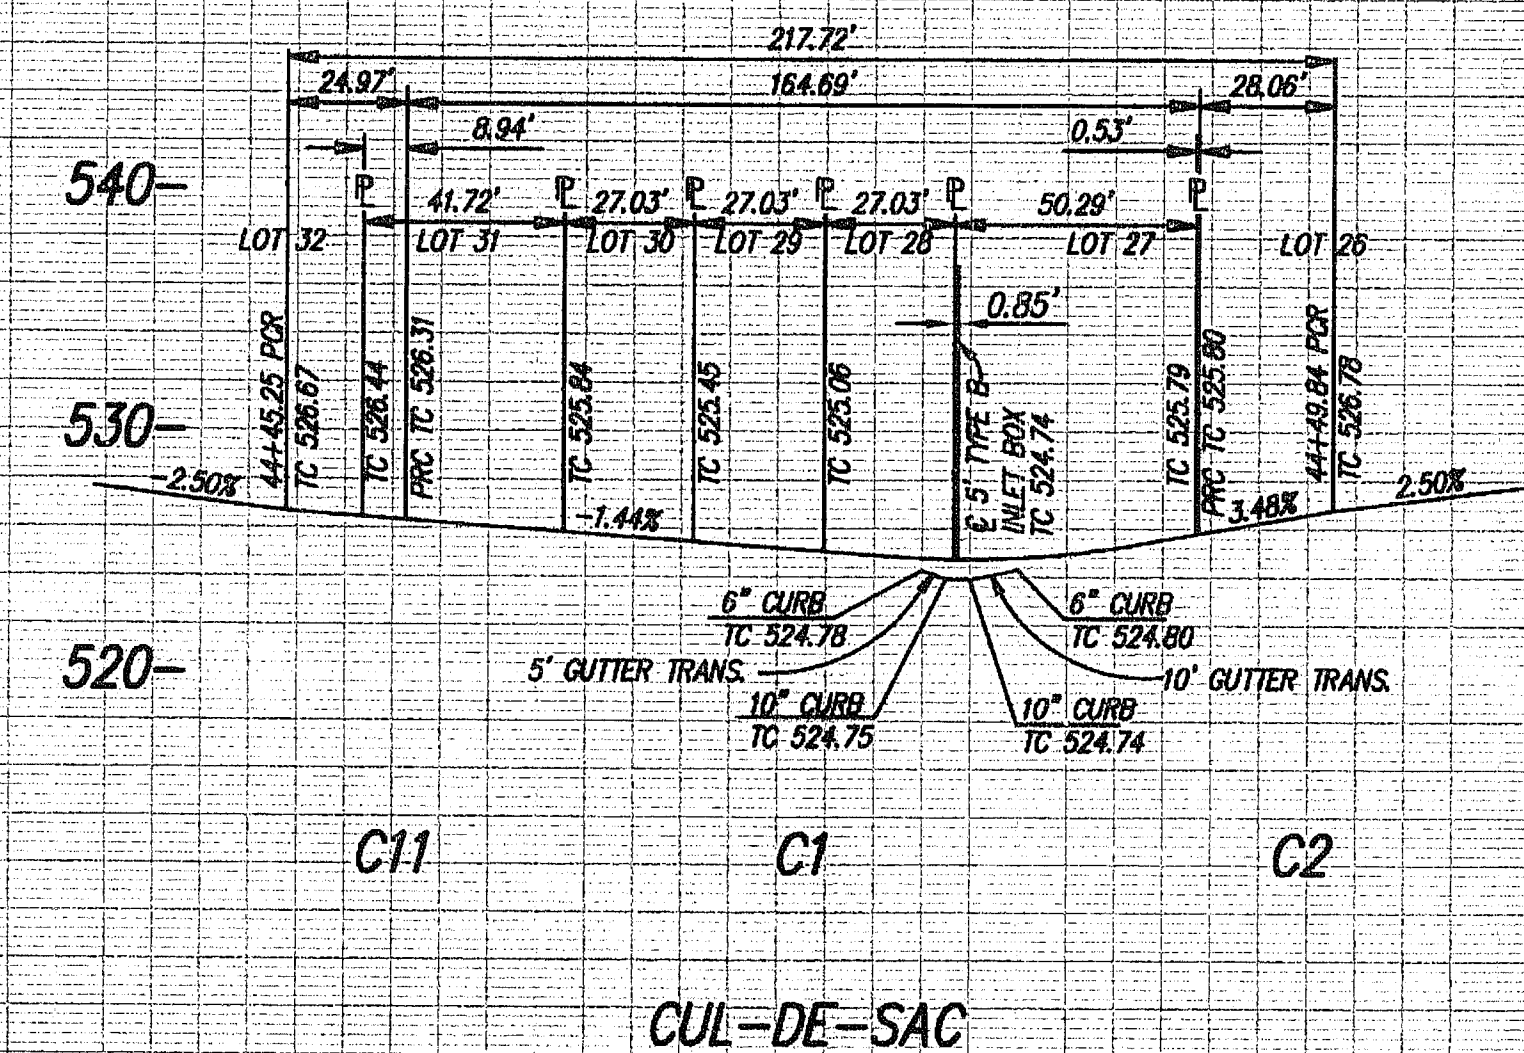 217.72'
24.97'
164.69'
28.06'
8.94'
0.53'
540-
PL
PL
PL
PL
PL
PL
41.72'
27.03'
27.03'
27.03'
50.29'
LOT 32
LOT 31
LOT 30
LOT 29
LOT 28
LOT 27
LOT 26
0.85'
44+45.25 PCR
TC 526.67
TC 526.44
PRC TC 526.31
TC 525.84
TC 525.45
TC 525.06
℄ 5' TYPE B
INLET BOX
TC 524.74
TC 525.79
PRC TC 525.80
44+49.84 PCR
TC 526.78
530-
-2.50%
-1.44%
3.48%
2.50%
6" CURB
TC 524.78
6" CURB
TC 524.80
520-
5' GUTTER TRANS.
10' GUTTER TRANS.
10" CURB
TC 524.75
10" CURB
TC 524.74
C11
C1
C2
CUL-DE-SAC